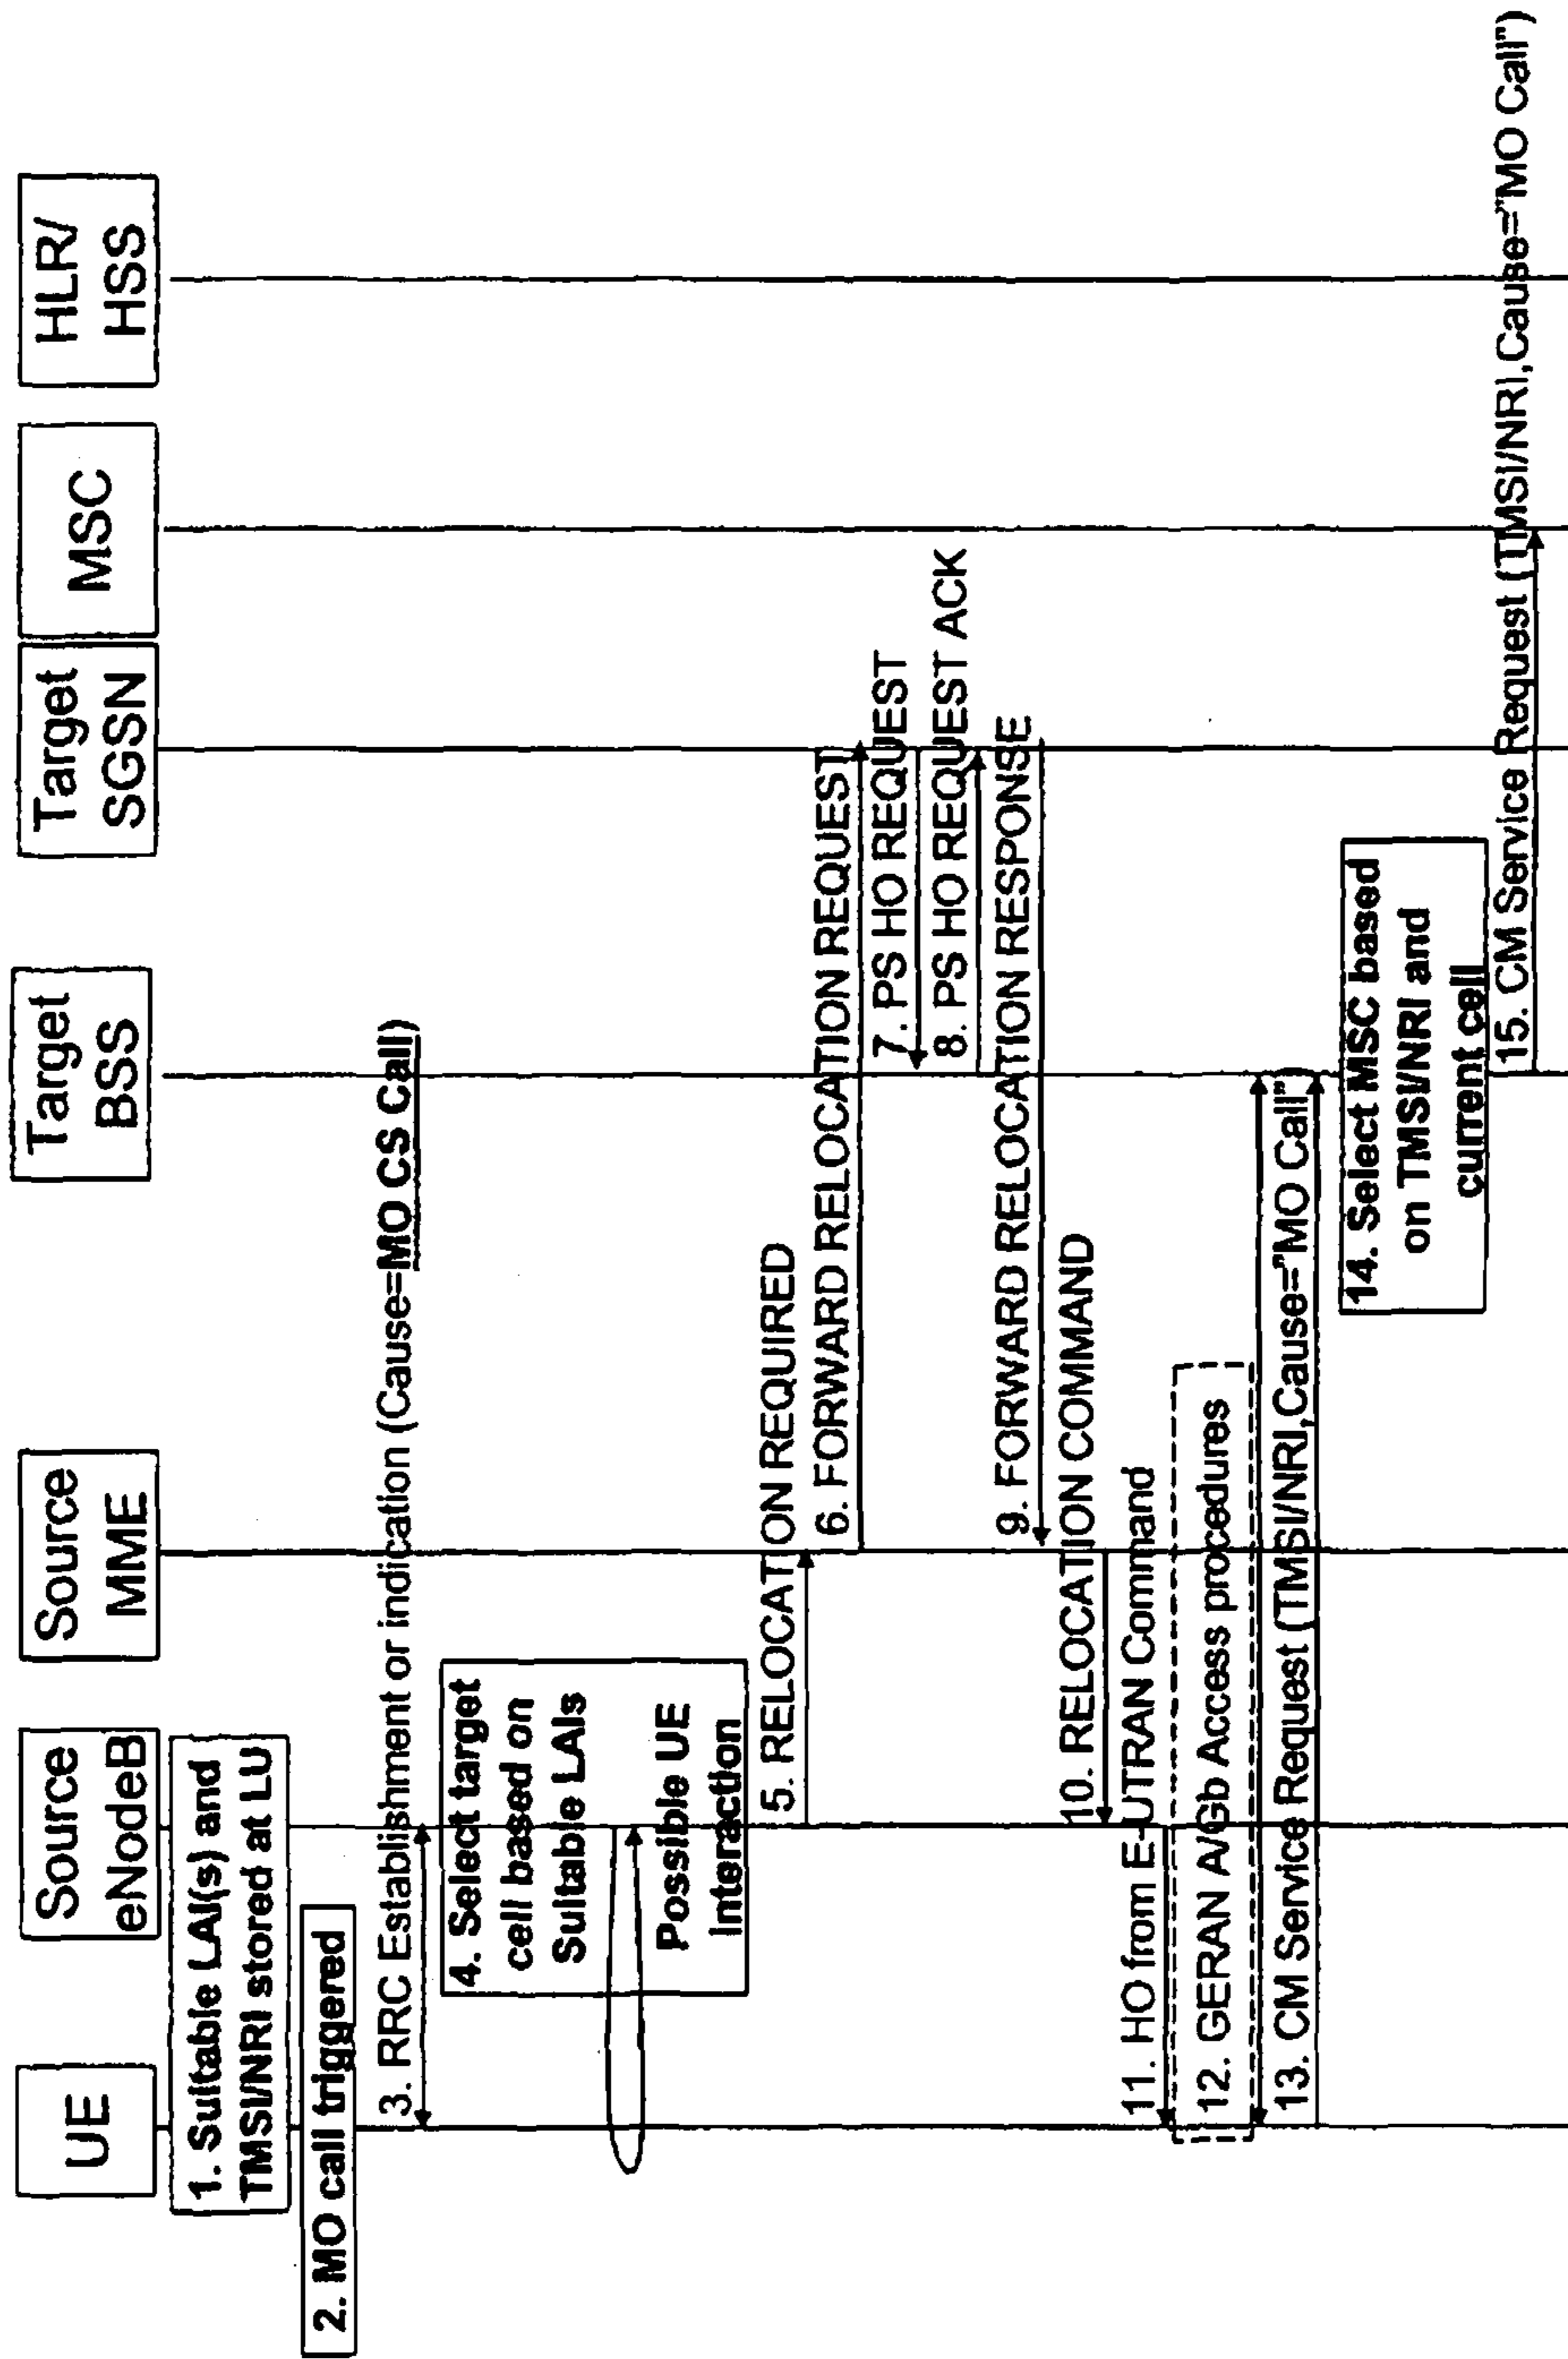 UE
Source
eNodeB
Source
MME
Target
BSS
Target
SGSN
MSC
HLR/
HSS
1. Suitable LAI(s) and
TMSI/NRI stored at LU
2. MO call triggered
3. RRC Establishment or indication (Cause=MO CS Call)
4. Select target
cell based on
Suitable LAIs
Possible UE
interaction
5. RELOCATION REQUIRED
6. FORWARD RELOCATION REQUEST
7. PS HO REQUEST
8. PS HO REQUEST ACK
9. FORWARD RELOCATION RESPONSE
10. RELOCATION COMMAND
11. HO from E-UTRAN Command
12. GERAN A/Gb Access procedures
13. CM Service Request (TMSI/NRI,Cause="MO Call")
14. Select MSC based
on TMSI/NRI and
current cell
15. CM Service Request (TMSI/NRI,Cause="MO Call")